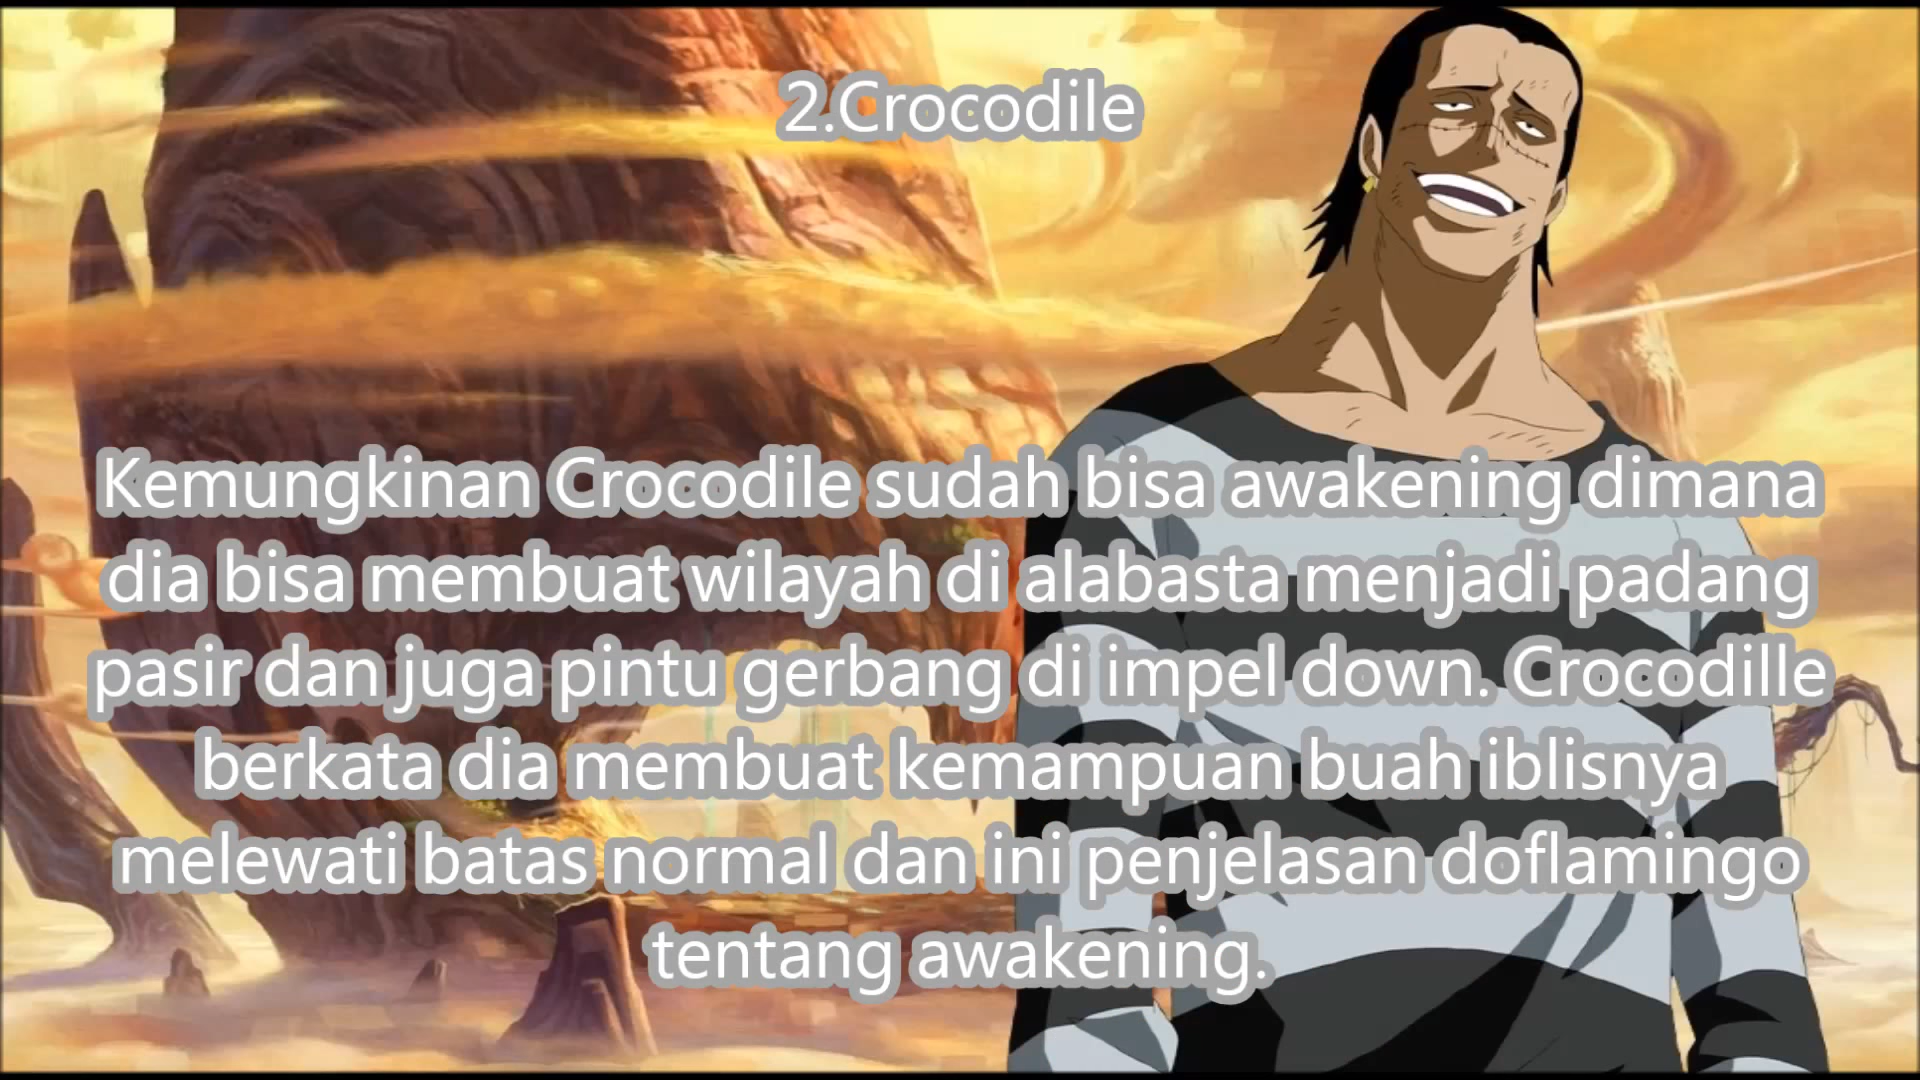 2.Crocodile
Kemungkinan Crocodile sudah bisa awakening dimana
dia bisa membuat wilayah di alabasta menjadi padang
pasir dan juga pintu gerbang di impel down. Crocodille
berkata dia membuat kemampuan buah iblisnya
melewati batas normal dan ini penjelasan doflamingo
tentang awakening.